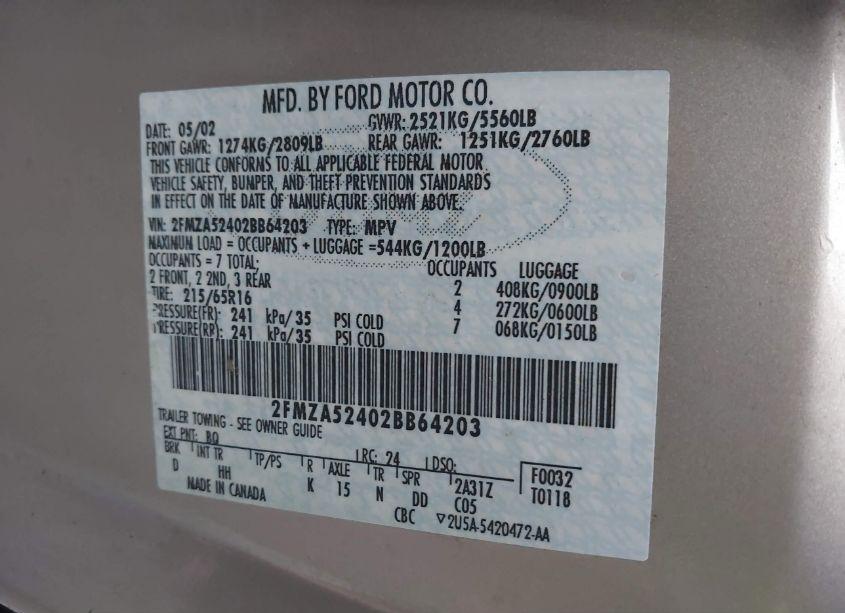 MFD. BY FORD MOTOR CO.
DATE: 05/02 GVWR: 2521KG/5560LB
FRONT GAWR: 1274KG/2809LB REAR GAWR: 1251KG/2760LB
THIS VEHICLE CONFORMS TO ALL APPLICABLE FEDERAL MOTOR
VEHICLE SAFETY, BUMPER, AND THEFT PREVENTION STANDARDS
IN EFFECT ON THE DATE OF MANUFACTURE SHOWN ABOVE.
VIN: 2FMZA52402BB64203 TYPE: MPV
MAXIMUM LOAD = OCCUPANTS + LUGGAGE =544KG/1200LB
OCCUPANTS = 7 TOTAL; OCCUPANTS LUGGAGE
2 FRONT, 2 2ND, 3 REAR 2 408KG/0900LB
TIRE: 215/65R16 4 272KG/0600LB
PRESSURE(FR): 241 kPa/35 PSI COLD 7 068KG/0150LB
PRESSURE(RR): 241 kPa/35 PSI COLD
2FMZA52402BB64203
TRAILER TOWING - SEE OWNER GUIDE
EXT PNT: BQ RC: 24 DSO: F0032
BRK INT TR TP/PS R AXLE TR SPR 2A31Z T0118
D HH K 15 N DD C05
MADE IN CANADA CBC ▽2U5A-5420472-AA